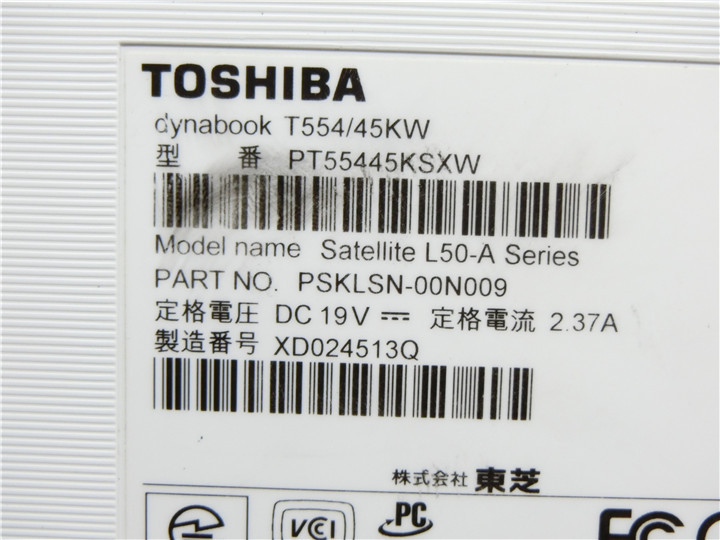 TOSHIBA
dynabook T554/45KW
型 番 PT55445KSXW
Model name Satellite L50-A Series
PART NO. PSKLSN-00N009
定格電圧 DC 19V ⎓ 定格電流 2.37A
製造番号 XD024513Q
株式会社 東芝
VCI PC FC